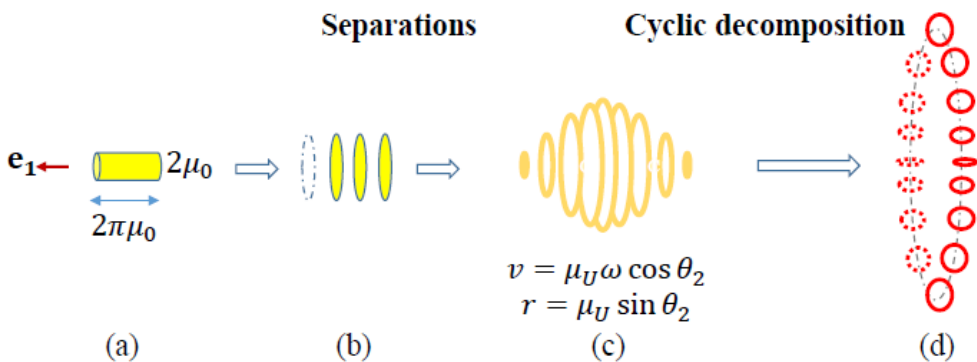 Separations
Cyclic decomposition
e₁
2μ₀
2πμ₀
v = μ_U ω cos θ₂
r = μ_U sin θ₂
(a)
(b)
(c)
(d)